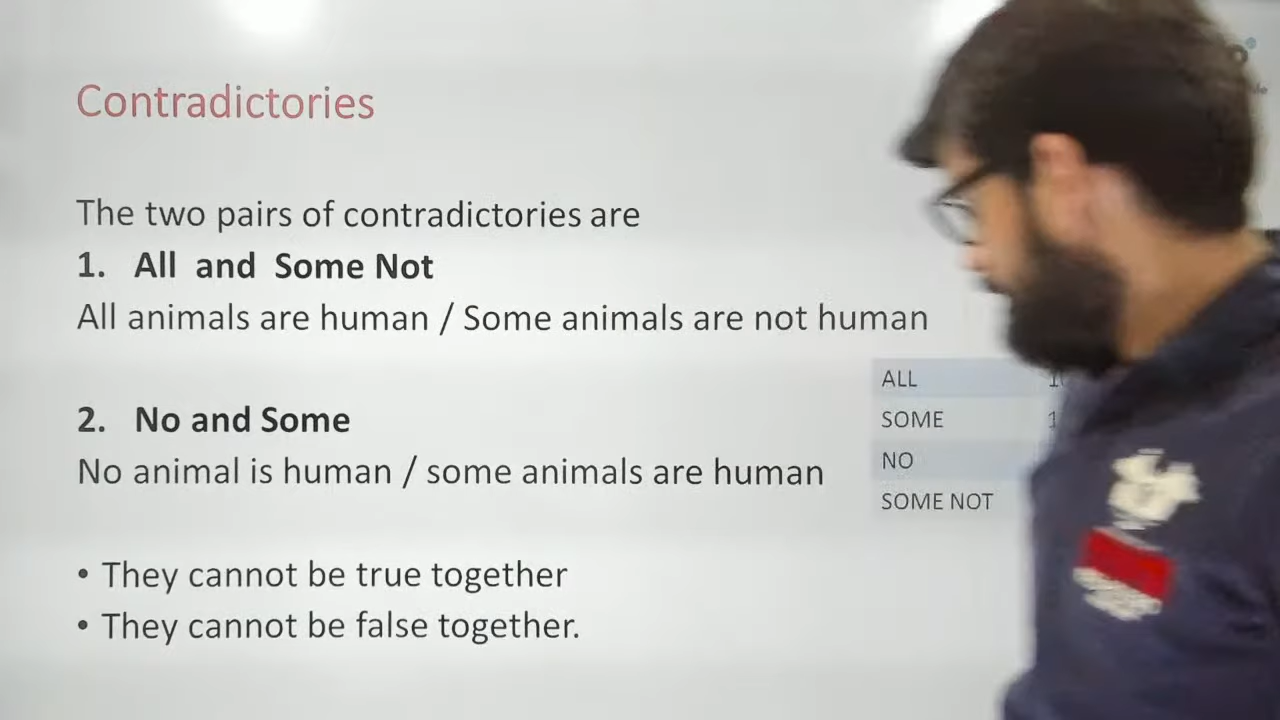 Contradictories
The two pairs of contradictories are
1. All and Some Not
All animals are human / Some animals are not human
2. No and Some
No animal is human / some animals are human
ALL
SOME
NO
SOME NOT
• They cannot be true together
• They cannot be false together.